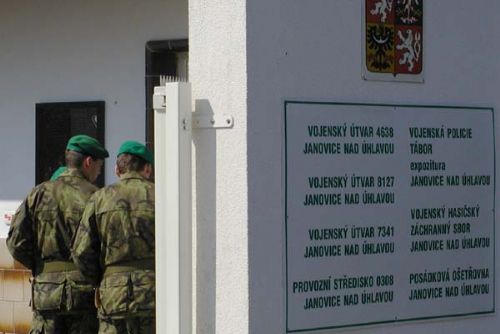 VOJENSKÝ ÚTVAR 4638
JANOVICE NAD ÚHLAVOU
VOJENSKÝ ÚTVAR 8127
JANOVICE NAD ÚHLAVOU
VOJENSKÝ ÚTVAR 7341
JANOVICE NAD ÚHLAVOU
PROVOZNÍ STŘEDISKO 0308
JANOVICE NAD ÚHLAVOU
VOJENSKÁ POLICIE
TÁBOR
expozitura
JANOVICE NAD ÚHLAVOU
VOJENSKÝ HASIČSKÝ
ZÁCHRANNÝ SBOR
JANOVICE NAD ÚHLAVOU
POSÁDKOVÁ OŠETŘOVNA
JANOVICE NAD ÚHLAVOU